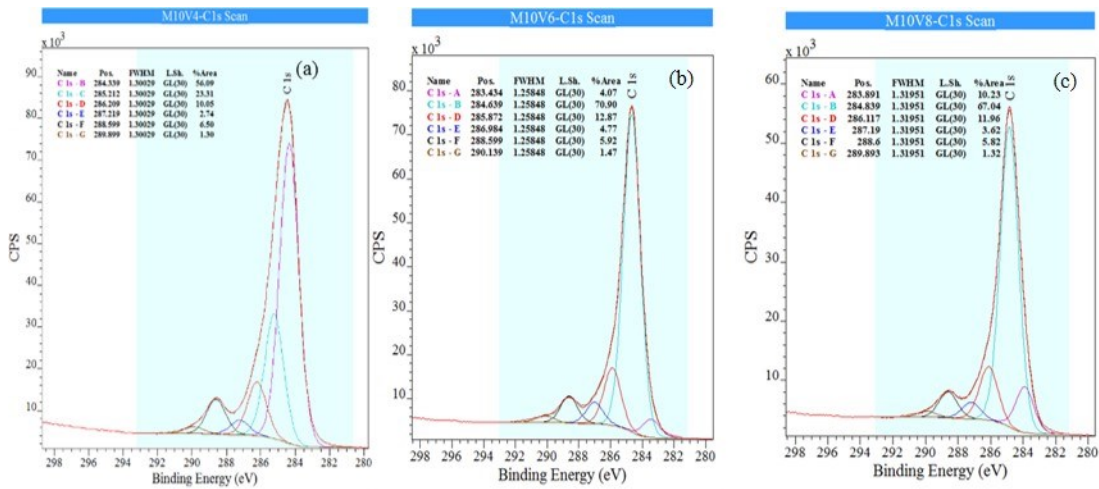 M10V4-C1s Scan
x 10³
(a)
Name Pos. FWHM L.Sh. %Area
C 1s - B 284.339 1.30029 GL(30) 56.09
C 1s - C 285.212 1.30029 GL(30) 23.31
C 1s - D 286.209 1.30029 GL(30) 10.05
C 1s - E 287.219 1.30029 GL(30) 2.74
C 1s - F 288.599 1.30029 GL(30) 6.50
C 1s - G 289.899 1.30029 GL(30) 1.30
C 1s
90
80
70
60
50
40
30
20
10
CPS
298 296 294 292 290 288 286 284 282 280
Binding Energy (eV)
M10V6-C1s Scan
x 10³
(b)
Name Pos. FWHM L.Sh. %Area
C 1s - A 283.434 1.25848 GL(30) 4.07
C 1s - B 284.639 1.25848 GL(30) 70.90
C 1s - D 285.872 1.25848 GL(30) 12.87
C 1s - E 286.984 1.25848 GL(30) 4.77
C 1s - F 288.599 1.25848 GL(30) 5.92
C 1s - G 290.139 1.25848 GL(30) 1.47
C 1s
80
70
60
50
40
30
20
10
CPS
298 296 294 292 290 288 286 284 282 280
Binding Energy (eV)
M10V8-C1s Scan
x 10³
(c)
Name Pos. FWHM L.Sh. %Area
C 1s - A 283.891 1.31951 GL(30) 10.23
C 1s - B 284.839 1.31951 GL(30) 67.04
C 1s - D 286.117 1.31951 GL(30) 11.96
C 1s - E 287.19 1.31951 GL(30) 3.62
C 1s - F 288.6 1.31951 GL(30) 5.82
C 1s - G 289.893 1.31951 GL(30) 1.32
C 1s
60
50
40
30
20
10
CPS
298 296 294 292 290 288 286 284 282 280
Binding Energy (eV)